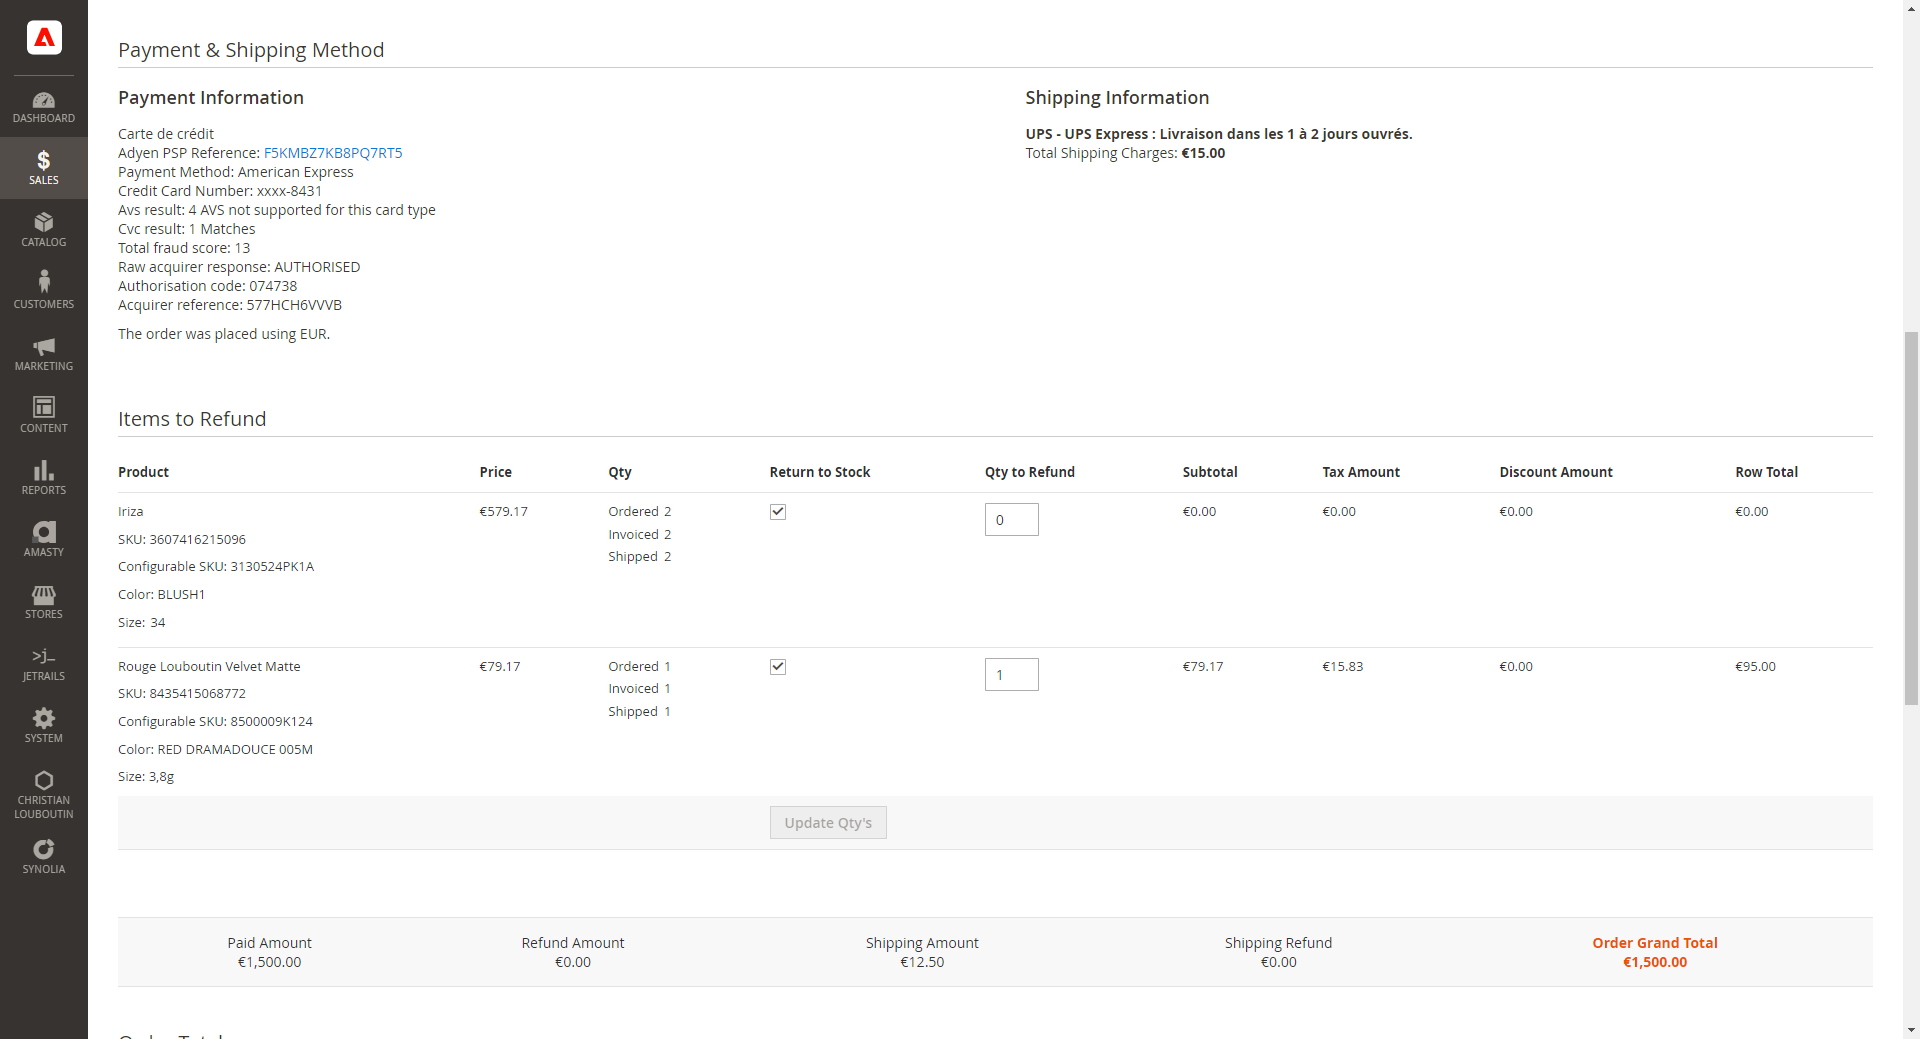 DASHBOARD
$
SALES
CATALOG
CUSTOMERS
MARKETING
CONTENT
REPORTS
AMASTY
STORES
>j_
JETRAILS
SYSTEM
CHRISTIAN
LOUBOUTIN
SYNOLIA
Payment & Shipping Method
Payment Information
Carte de crédit
Adyen PSP Reference: F5KMBZ7KB8PQ7RT5
Payment Method: American Express
Credit Card Number: xxxx-8431
Avs result: 4 AVS not supported for this card type
Cvc result: 1 Matches
Total fraud score: 13
Raw acquirer response: AUTHORISED
Authorisation code: 074738
Acquirer reference: 577HCH6VVVB
The order was placed using EUR.
Shipping Information
UPS - UPS Express : Livraison dans les 1 à 2 jours ouvrés.
Total Shipping Charges: €15.00
Items to Refund
Product Price Qty Return to Stock Qty to Refund Subtotal Tax Amount Discount Amount Row Total
Iriza €579.17 Ordered 2 0 €0.00 €0.00 €0.00 €0.00
Invoiced 2
SKU: 3607416215096
Shipped 2
Configurable SKU: 3130524PK1A
Color: BLUSH1
Size: 34
Rouge Louboutin Velvet Matte €79.17 Ordered 1 1 €79.17 €15.83 €0.00 €95.00
Invoiced 1
SKU: 8435415068772
Shipped 1
Configurable SKU: 8500009K124
Color: RED DRAMADOUCE 005M
Size: 3,8g
Update Qty's
Paid Amount Refund Amount Shipping Amount Shipping Refund Order Grand Total
€1,500.00 €0.00 €12.50 €0.00 €1,500.00